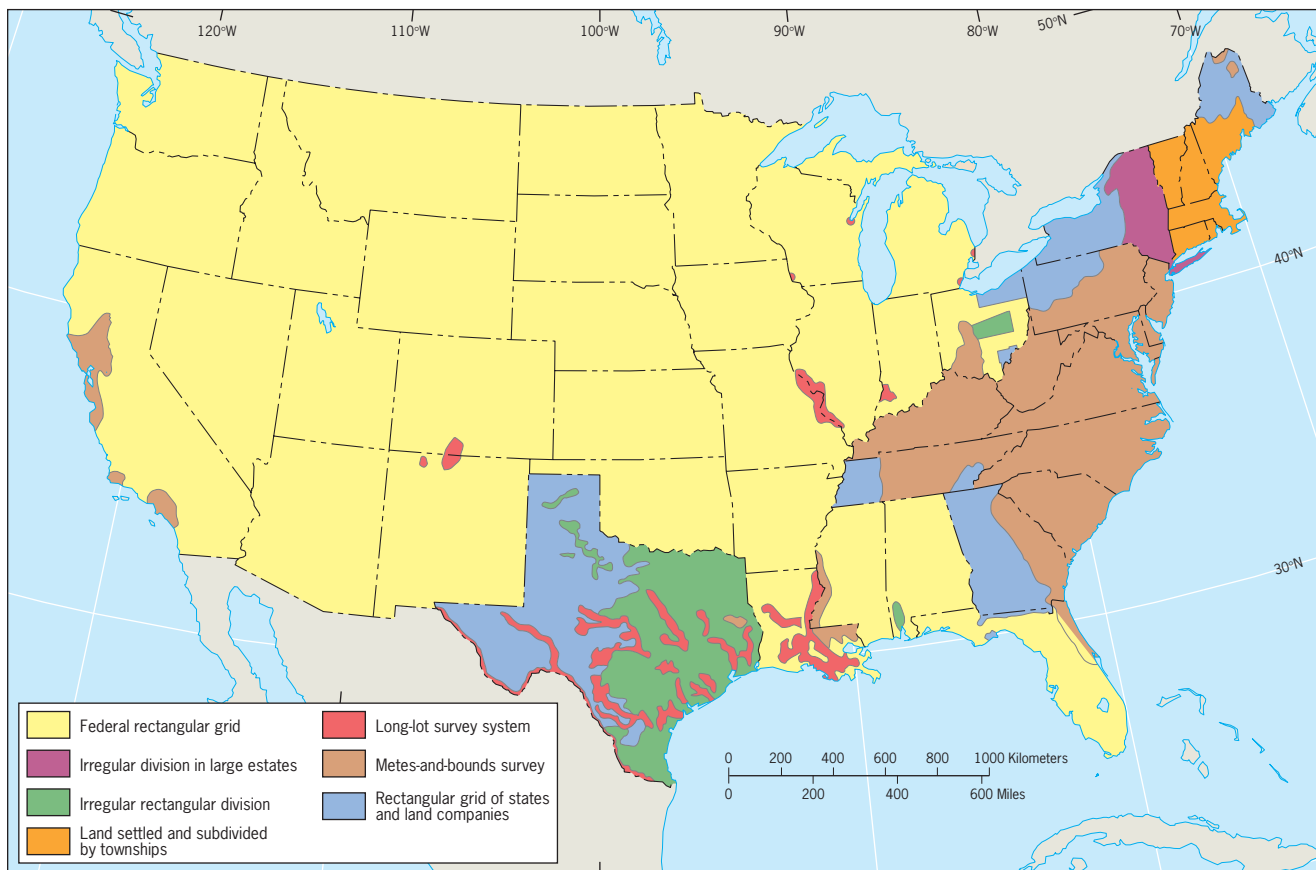 120°W
110°W
100°W
90°W
80°W
50°N
70°W
40°N
30°N
Federal rectangular grid
Irregular division in large estates
Irregular rectangular division
Land settled and subdivided
by townships
Long-lot survey system
Metes-and-bounds survey
Rectangular grid of states
and land companies
0 200 400 600 800 1000 Kilometers
0 200 400 600 Miles